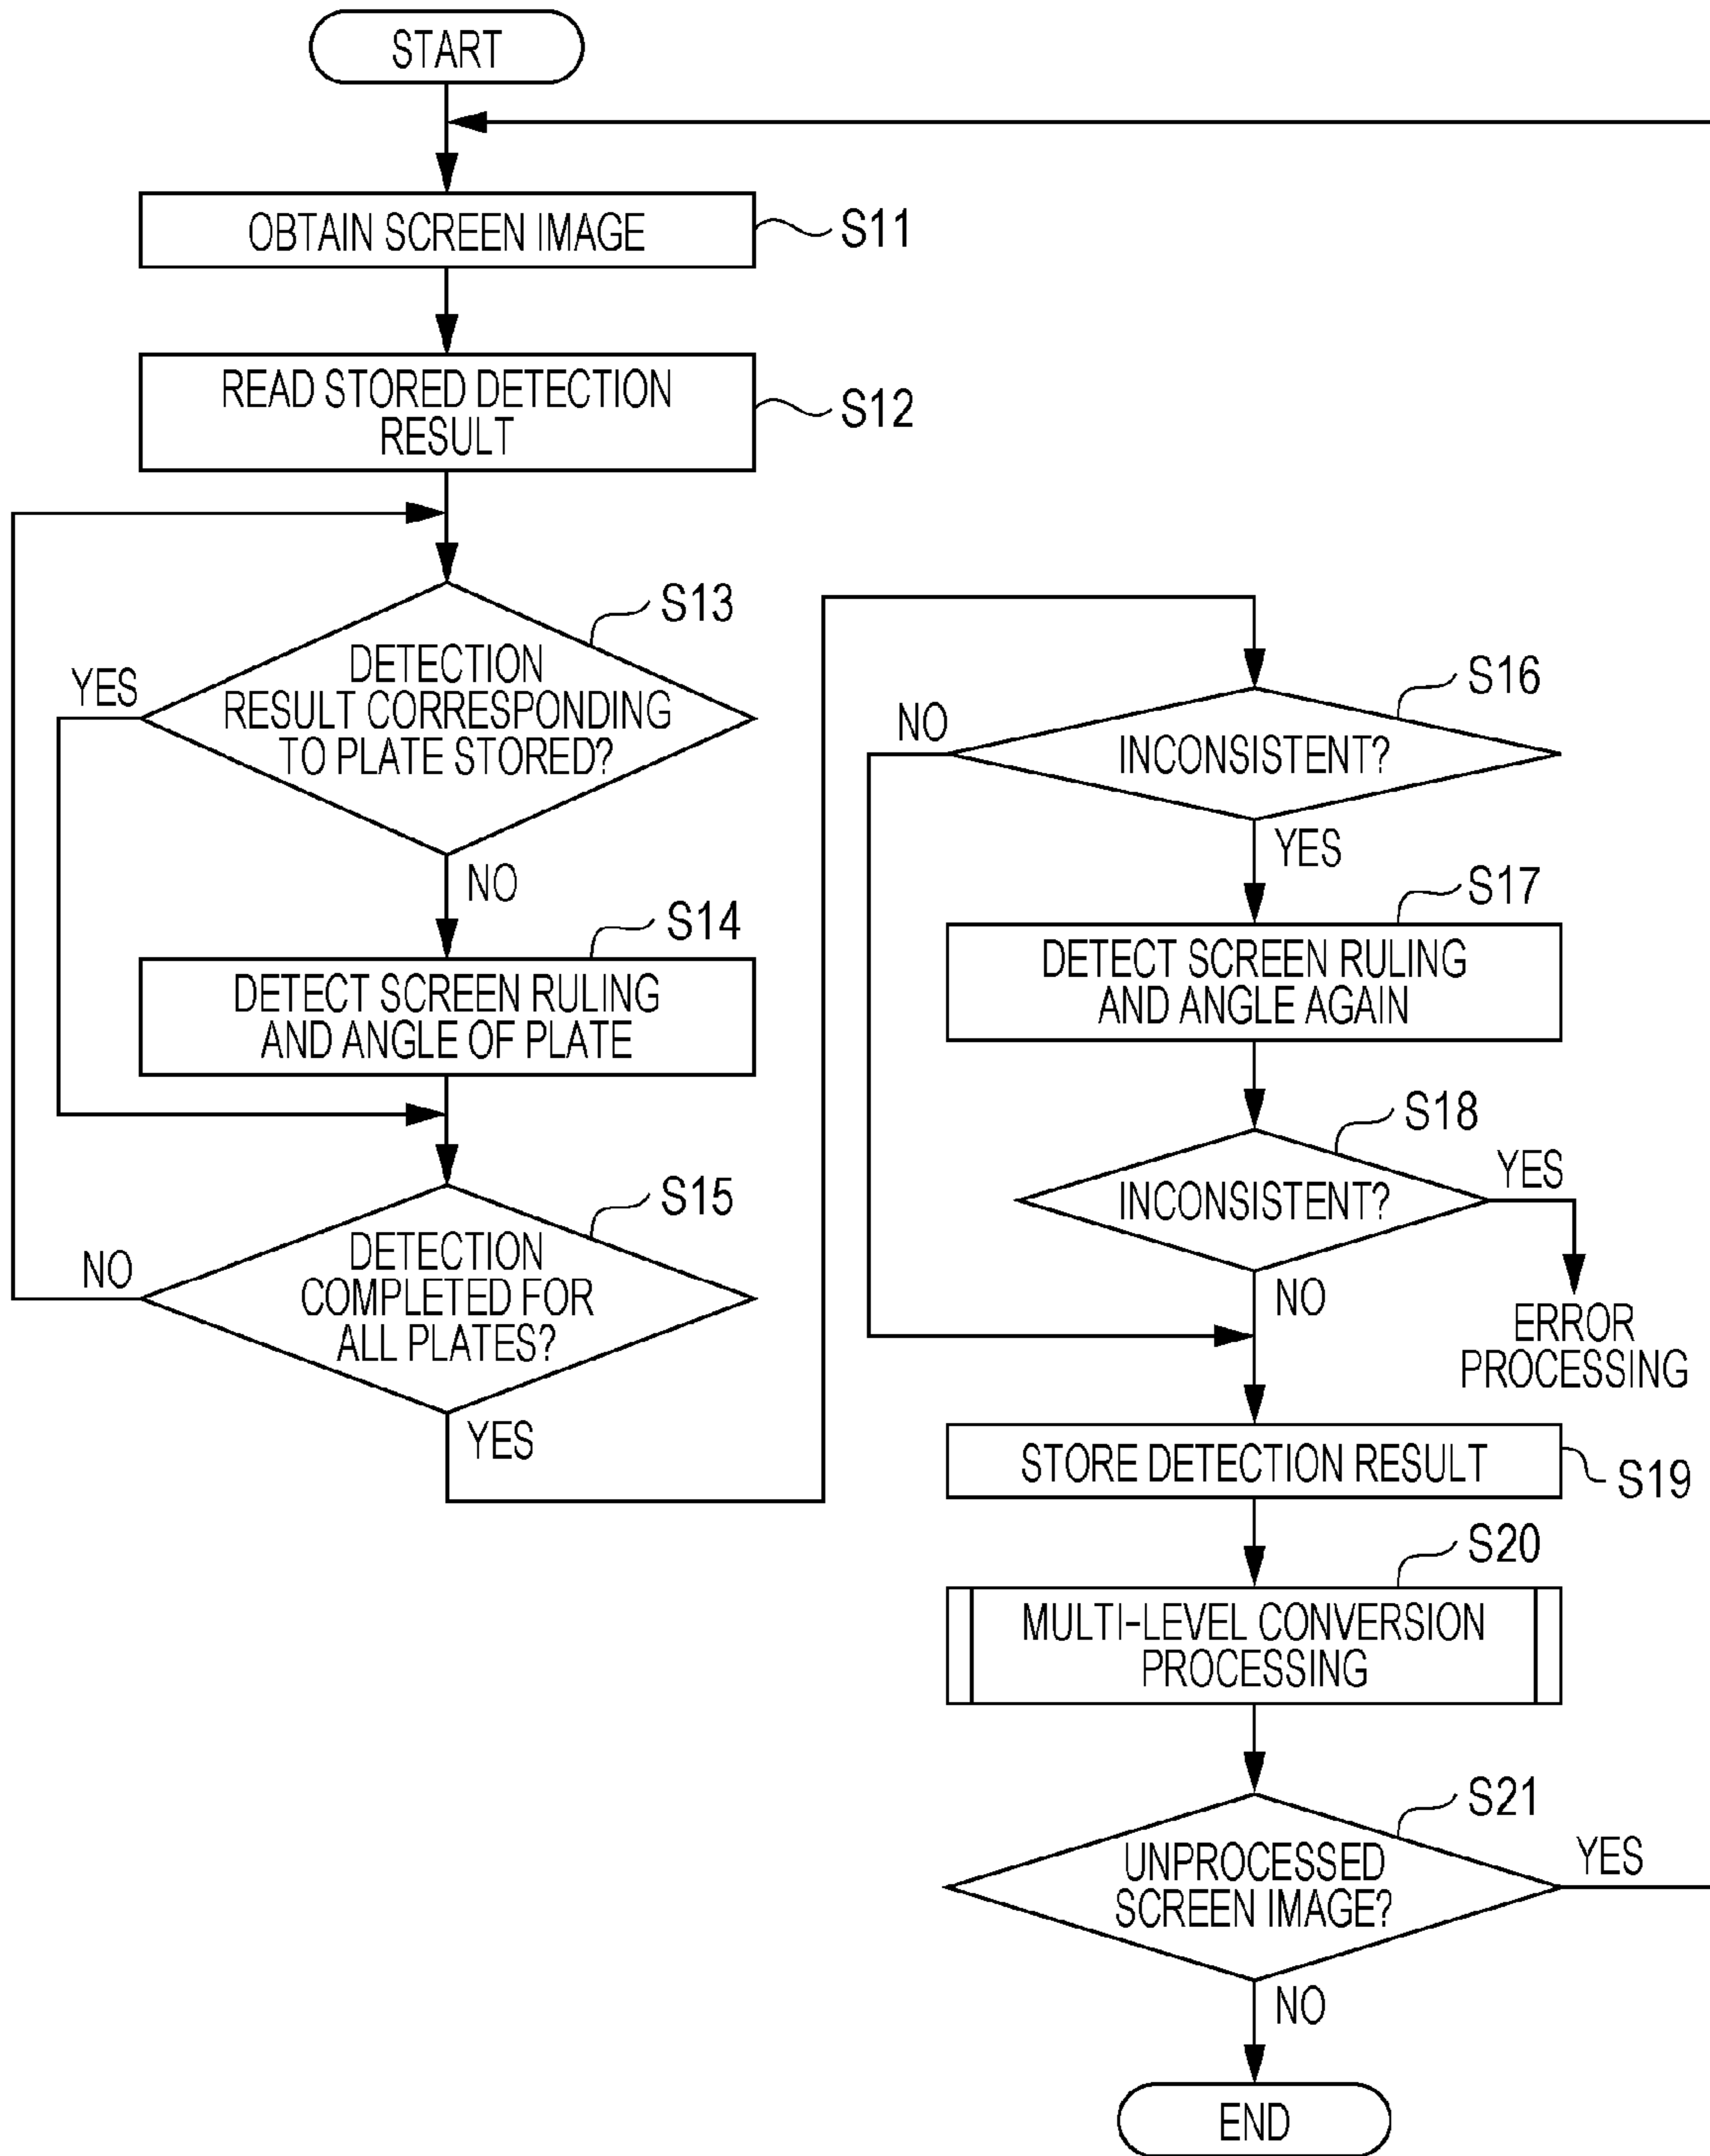 START
OBTAIN SCREEN IMAGE
S11
READ STORED DETECTION
RESULT
S12
S13
DETECTION
RESULT CORRESPONDING
TO PLATE STORED?
YES
NO
S14
DETECT SCREEN RULING
AND ANGLE OF PLATE
S15
DETECTION
COMPLETED FOR
ALL PLATES?
NO
YES
S16
INCONSISTENT?
NO
YES
S17
DETECT SCREEN RULING
AND ANGLE AGAIN
S18
INCONSISTENT?
YES
NO
ERROR
PROCESSING
STORE DETECTION RESULT
S19
S20
MULTI-LEVEL CONVERSION
PROCESSING
S21
UNPROCESSED
SCREEN IMAGE?
YES
NO
END